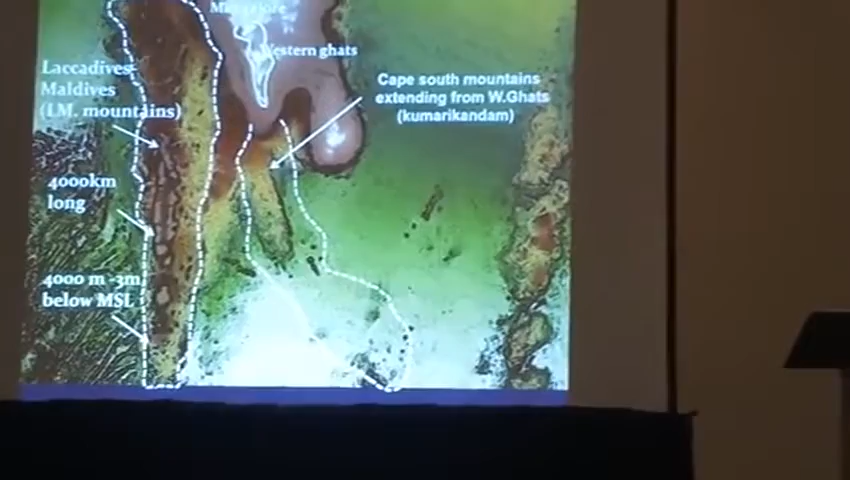 Western ghats
Laccadives-
Maldives
(LM. mountains)
Cape south mountains
extending from W.Ghats
(kumarikandam)
4000km
long
4000 m -3m
below MSL